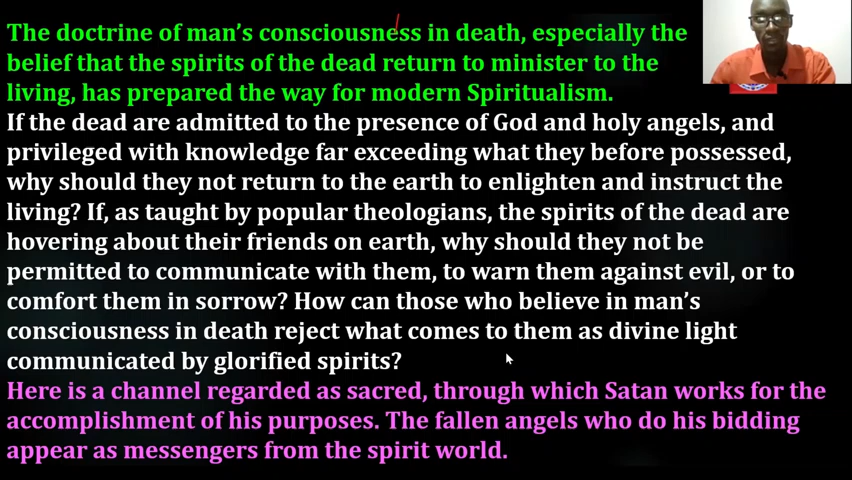 The doctrine of man's consciousness in death, especially the
belief that the spirits of the dead return to minister to the
living, has prepared the way for modern Spiritualism.
If the dead are admitted to the presence of God and holy angels, and
privileged with knowledge far exceeding what they before possessed,
why should they not return to the earth to enlighten and instruct the
living? If, as taught by popular theologians, the spirits of the dead are
hovering about their friends on earth, why should they not be
permitted to communicate with them, to warn them against evil, or to
comfort them in sorrow? How can those who believe in man's
consciousness in death reject what comes to them as divine light
communicated by glorified spirits?
Here is a channel regarded as sacred, through which Satan works for the
accomplishment of his purposes. The fallen angels who do his bidding
appear as messengers from the spirit world.